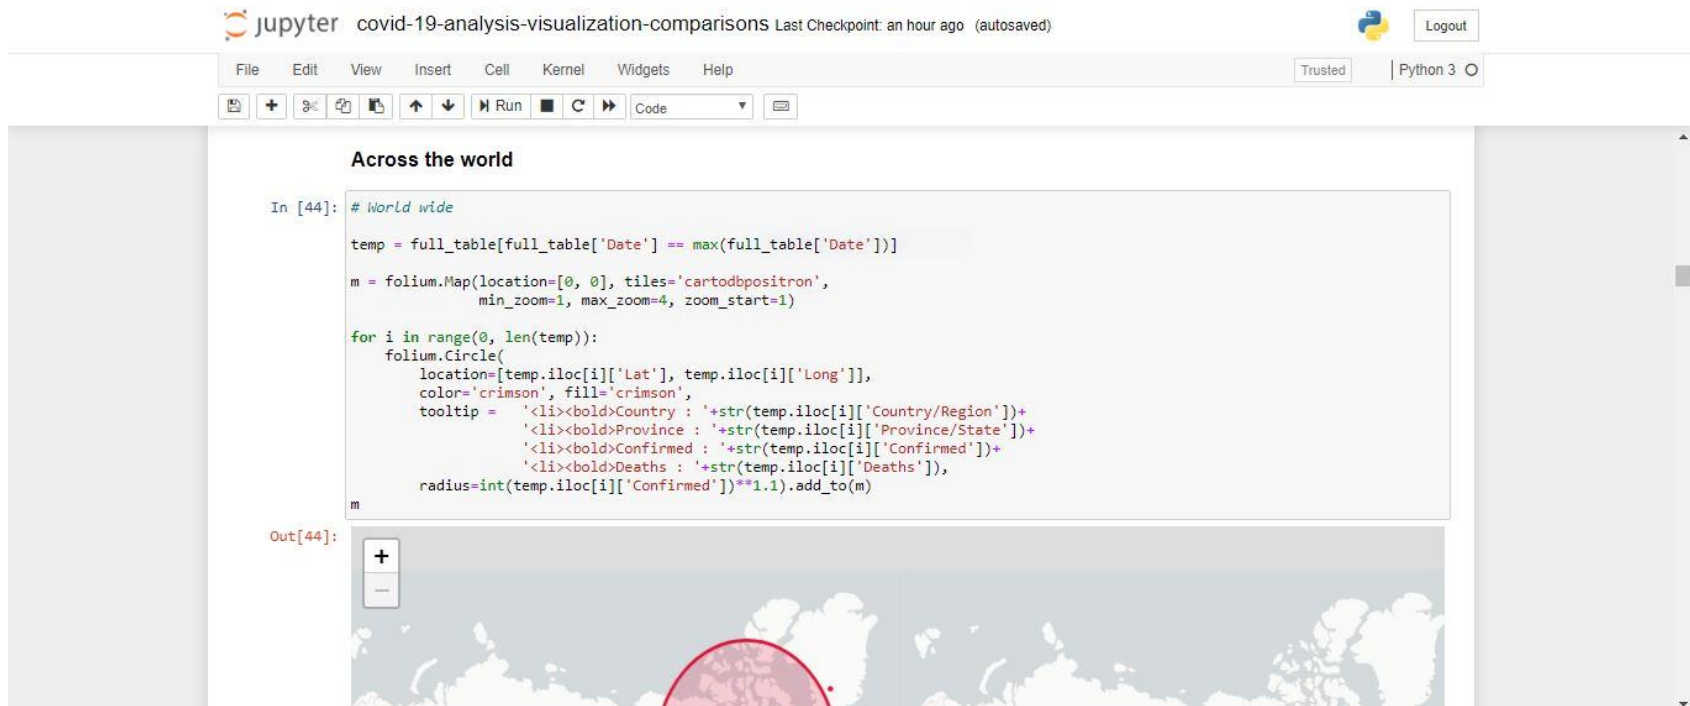 jupyter covid-19-analysis-visualization-comparisons Last Checkpoint: an hour ago (autosaved) Logout
File Edit View Insert Cell Kernel Widgets Help Trusted Python 3
Run Code
Across the world
In [44]: # World wide
temp = full_table[full_table['Date'] == max(full_table['Date'])]
m = folium.Map(location=[0, 0], tiles='cartodbpositron',
min_zoom=1, max_zoom=4, zoom_start=1)
for i in range(0, len(temp)):
folium.Circle(
location=[temp.iloc[i]['Lat'], temp.iloc[i]['Long']],
color='crimson', fill='crimson',
tooltip = '<li><bold>Country : '+str(temp.iloc[i]['Country/Region'])+
'<li><bold>Province : '+str(temp.iloc[i]['Province/State'])+
'<li><bold>Confirmed : '+str(temp.iloc[i]['Confirmed'])+
'<li><bold>Deaths : '+str(temp.iloc[i]['Deaths']),
radius=int(temp.iloc[i]['Confirmed'])**1.1).add_to(m)
m
Out[44]:
+
−